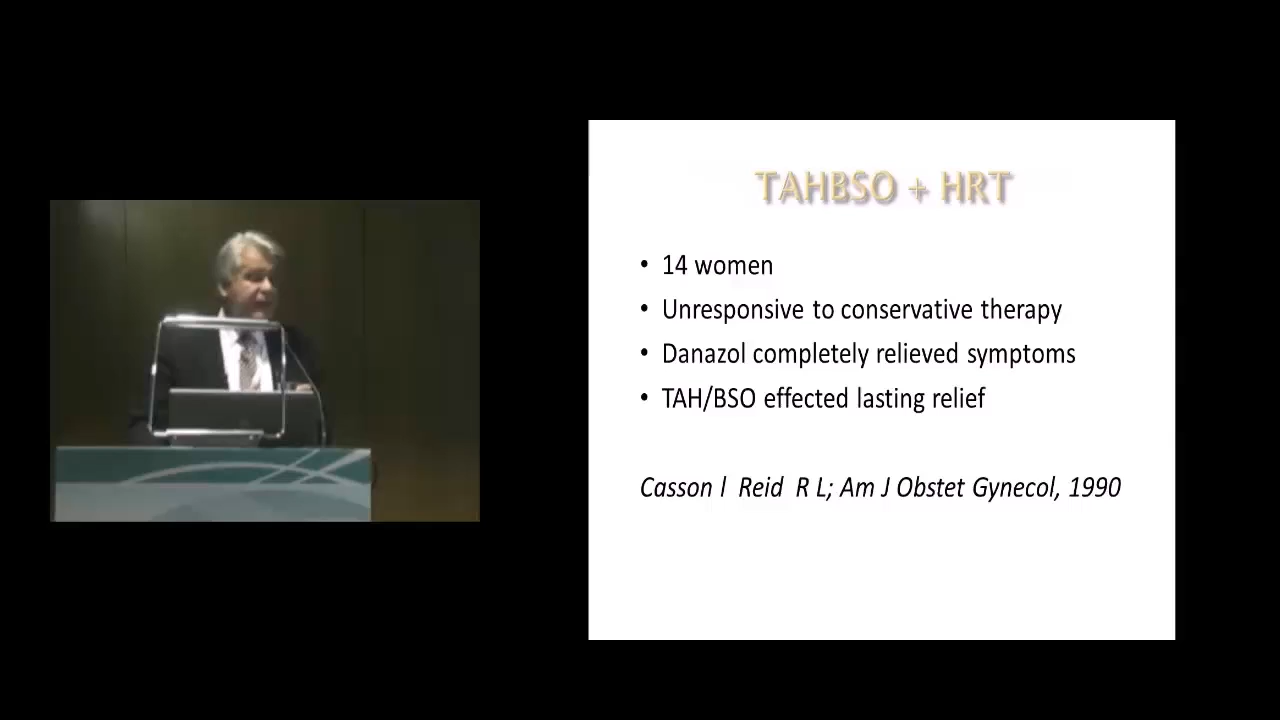 TAHBSO + HRT
• 14 women
• Unresponsive to conservative therapy
• Danazol completely relieved symptoms
• TAH/BSO effected lasting relief
Casson l Reid R L; Am J Obstet Gynecol, 1990